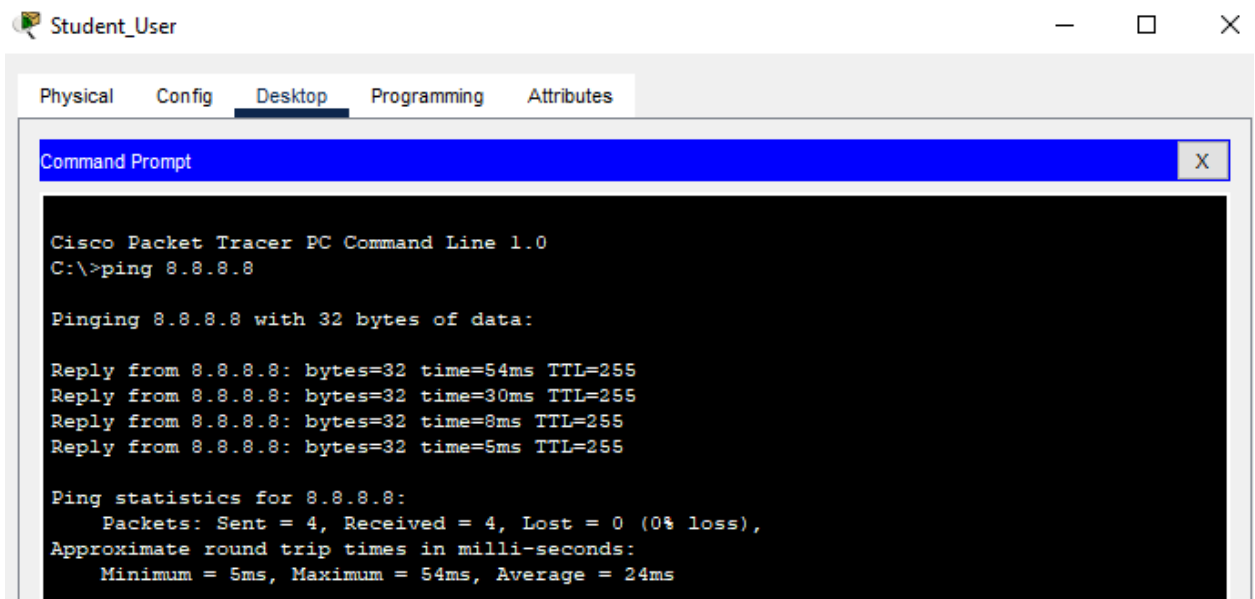 Student_User
Physical Config Desktop Programming Attributes
Command Prompt X
Cisco Packet Tracer PC Command Line 1.0
C:\>ping 8.8.8.8
Pinging 8.8.8.8 with 32 bytes of data:
Reply from 8.8.8.8: bytes=32 time=54ms TTL=255
Reply from 8.8.8.8: bytes=32 time=30ms TTL=255
Reply from 8.8.8.8: bytes=32 time=8ms TTL=255
Reply from 8.8.8.8: bytes=32 time=5ms TTL=255
Ping statistics for 8.8.8.8:
Packets: Sent = 4, Received = 4, Lost = 0 (0% loss),
Approximate round trip times in milli-seconds:
Minimum = 5ms, Maximum = 54ms, Average = 24ms